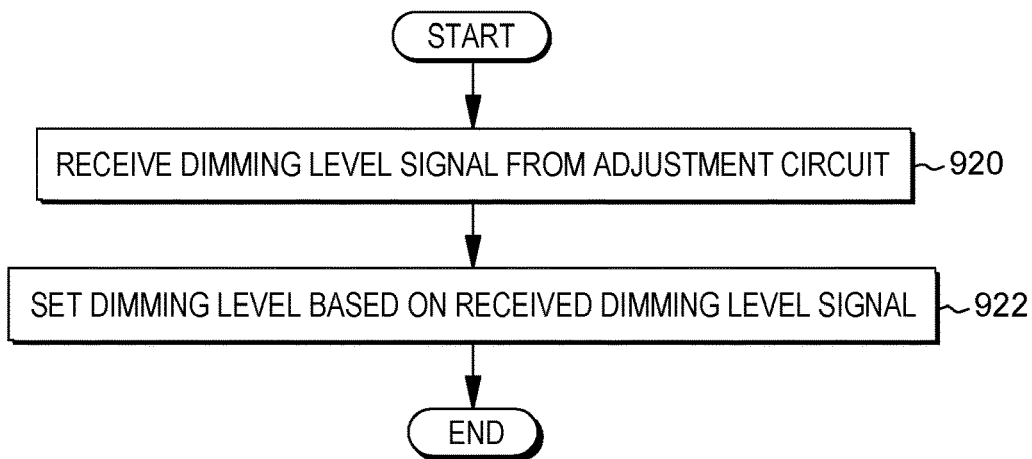 START
RECEIVE DIMMING LEVEL SIGNAL FROM ADJUSTMENT CIRCUIT
920
SET DIMMING LEVEL BASED ON RECEIVED DIMMING LEVEL SIGNAL
922
END